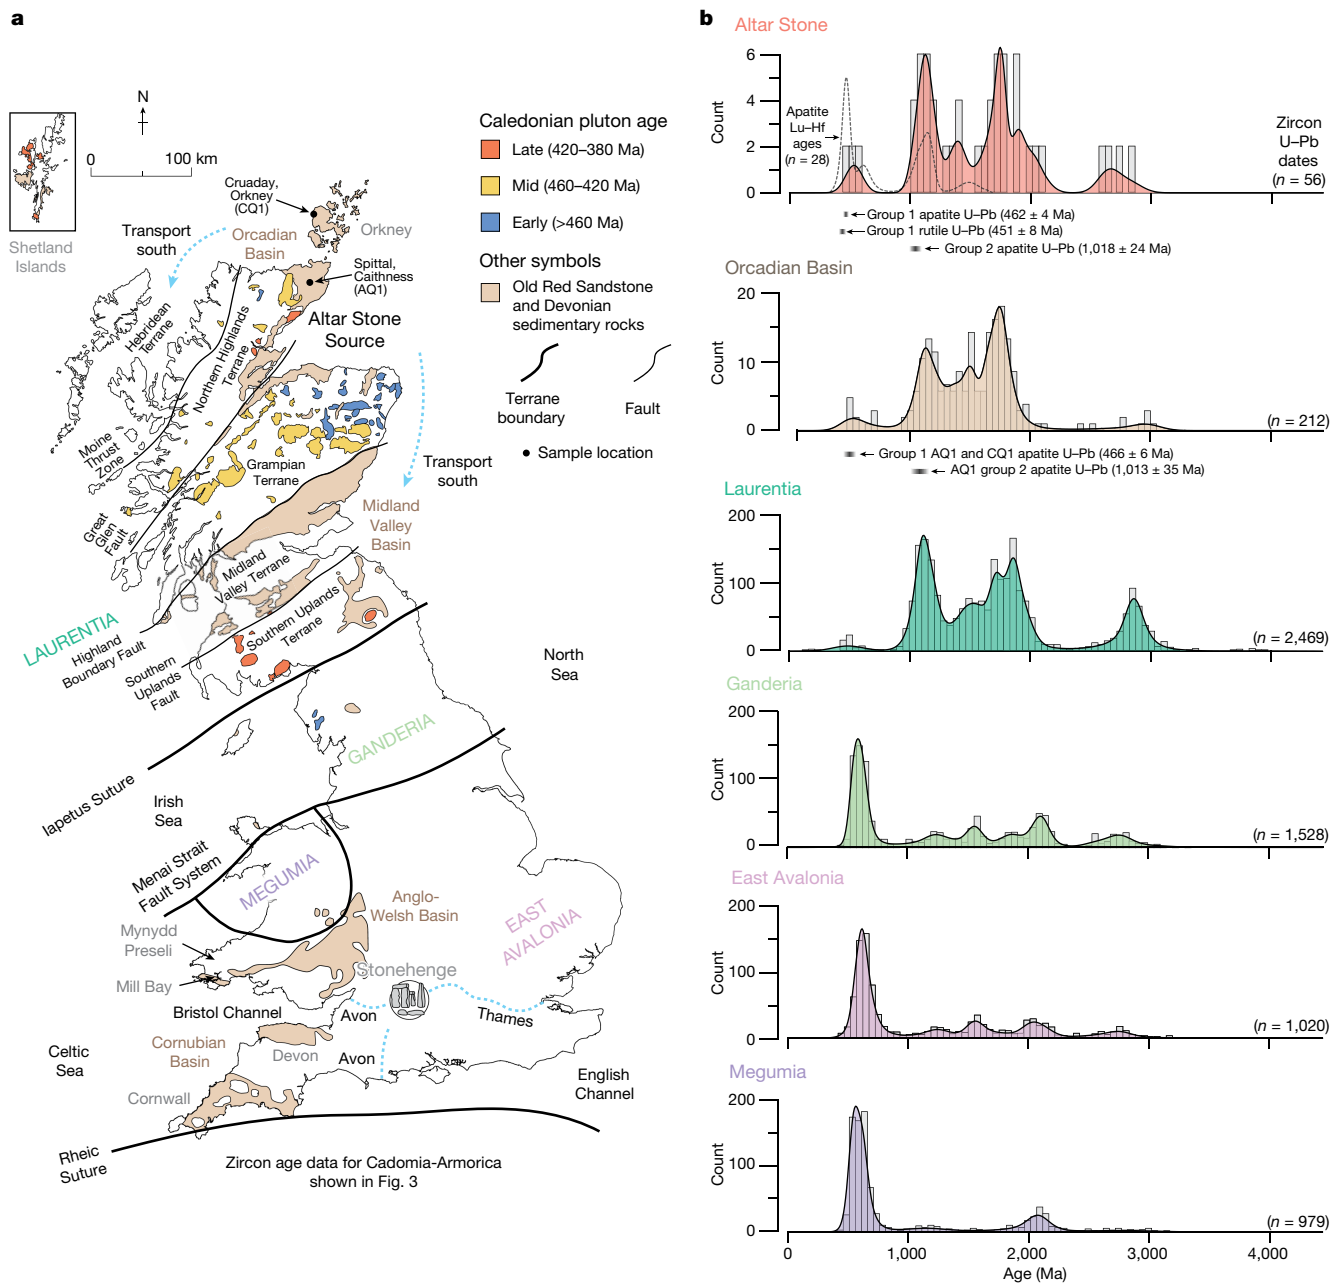 a
N
0 100 km
Shetland
Islands
Cruaday,
Orkney
(CQ1)
Transport
south
Orcadian
Basin
Orkney
Spittal,
Caithness
(AQ1)
Hebridean
Terrane
Northern Highlands
Terrane
Altar Stone
Source
Moine
Thrust
Zone
Grampian
Terrane
Great
Glen
Fault
Transport
south
Midland
Valley
Basin
Midland
Valley Terrane
LAURENTIA
Highland
Boundary Fault
Southern Uplands
Terrane
Southern
Uplands
Fault
North
Sea
GANDERIA
Iapetus Suture
Irish
Sea
Menai Strait
Fault System
MEGUMIA
Anglo-
Welsh Basin
EAST
AVALONIA
Mynydd
Preseli
Mill Bay
Stonehenge
Bristol Channel
Avon
Thames
Cornubian
Basin
Devon
Avon
Celtic
Sea
Cornwall
English
Channel
Rheic
Suture
Zircon age data for Cadomia-Armorica
shown in Fig. 3
Caledonian pluton age
Late (420–380 Ma)
Mid (460–420 Ma)
Early (>460 Ma)
Other symbols
Old Red Sandstone
and Devonian
sedimentary rocks
Terrane
boundary
Fault
Sample location
b
Altar Stone
6
4
2
0
Count
Apatite
Lu–Hf
ages
(n = 28)
Zircon
U–Pb
dates
(n = 56)
Group 1 apatite U–Pb (462 ± 4 Ma)
Group 1 rutile U–Pb (451 ± 8 Ma)
Group 2 apatite U–Pb (1,018 ± 24 Ma)
Orcadian Basin
20
10
0
Count
(n = 212)
Group 1 AQ1 and CQ1 apatite U–Pb (466 ± 6 Ma)
AQ1 group 2 apatite U–Pb (1,013 ± 35 Ma)
Laurentia
200
100
0
Count
(n = 2,469)
Ganderia
200
100
0
Count
(n = 1,528)
East Avalonia
200
100
0
Count
(n = 1,020)
Megumia
200
100
0
Count
(n = 979)
0 1,000 2,000 3,000 4,000
Age (Ma)